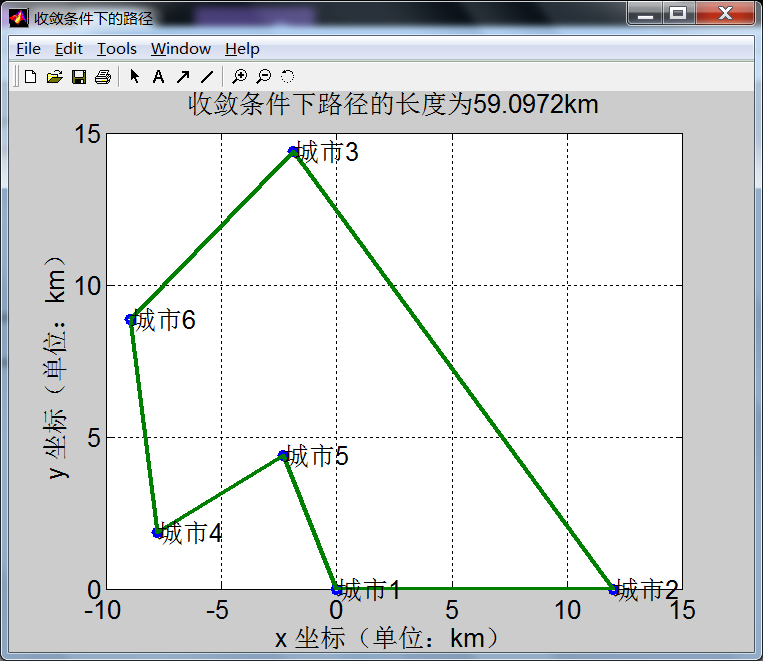 收敛条件下的路径
File Edit Tools Window Help
收敛条件下路径的长度为59.0972km
15
城市3
10
城市6
y 坐标（单位：km）
5
城市5
城市4
0
城市1
城市2
-10 -5 0 5 10 15
x 坐标（单位：km）